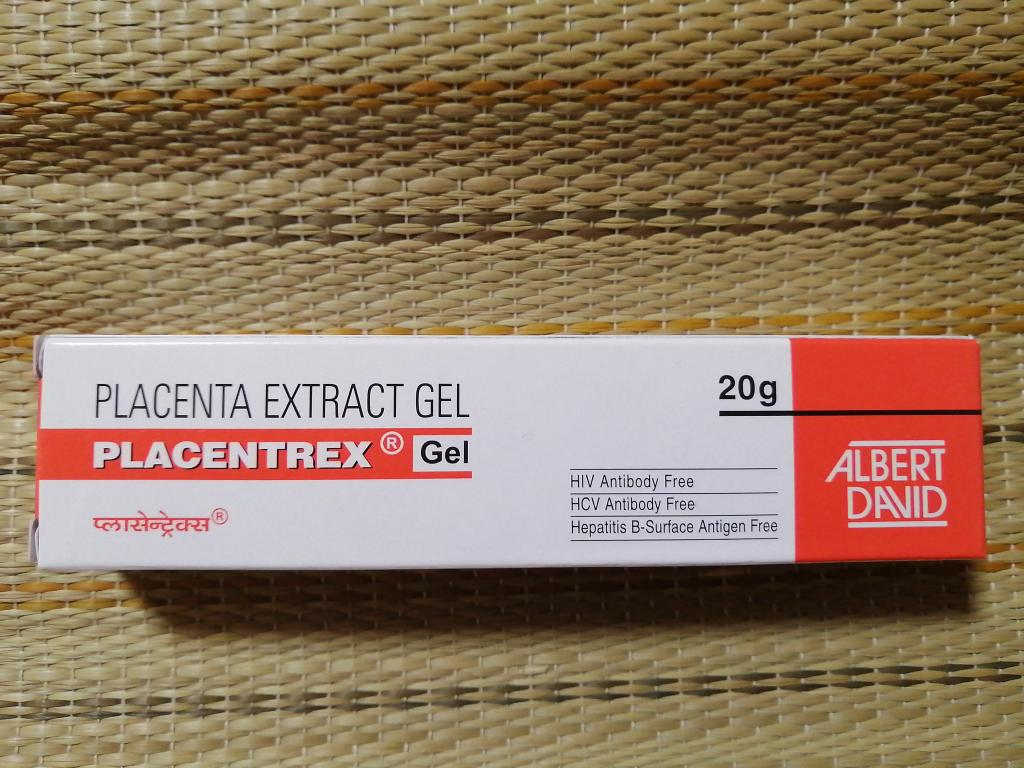 PLACENTA EXTRACT GEL
PLACENTREX® Gel
प्लासेन्ट्रेक्स®
20g
HIV Antibody Free
HCV Antibody Free
Hepatitis B-Surface Antigen Free
ALBERT
DAVID